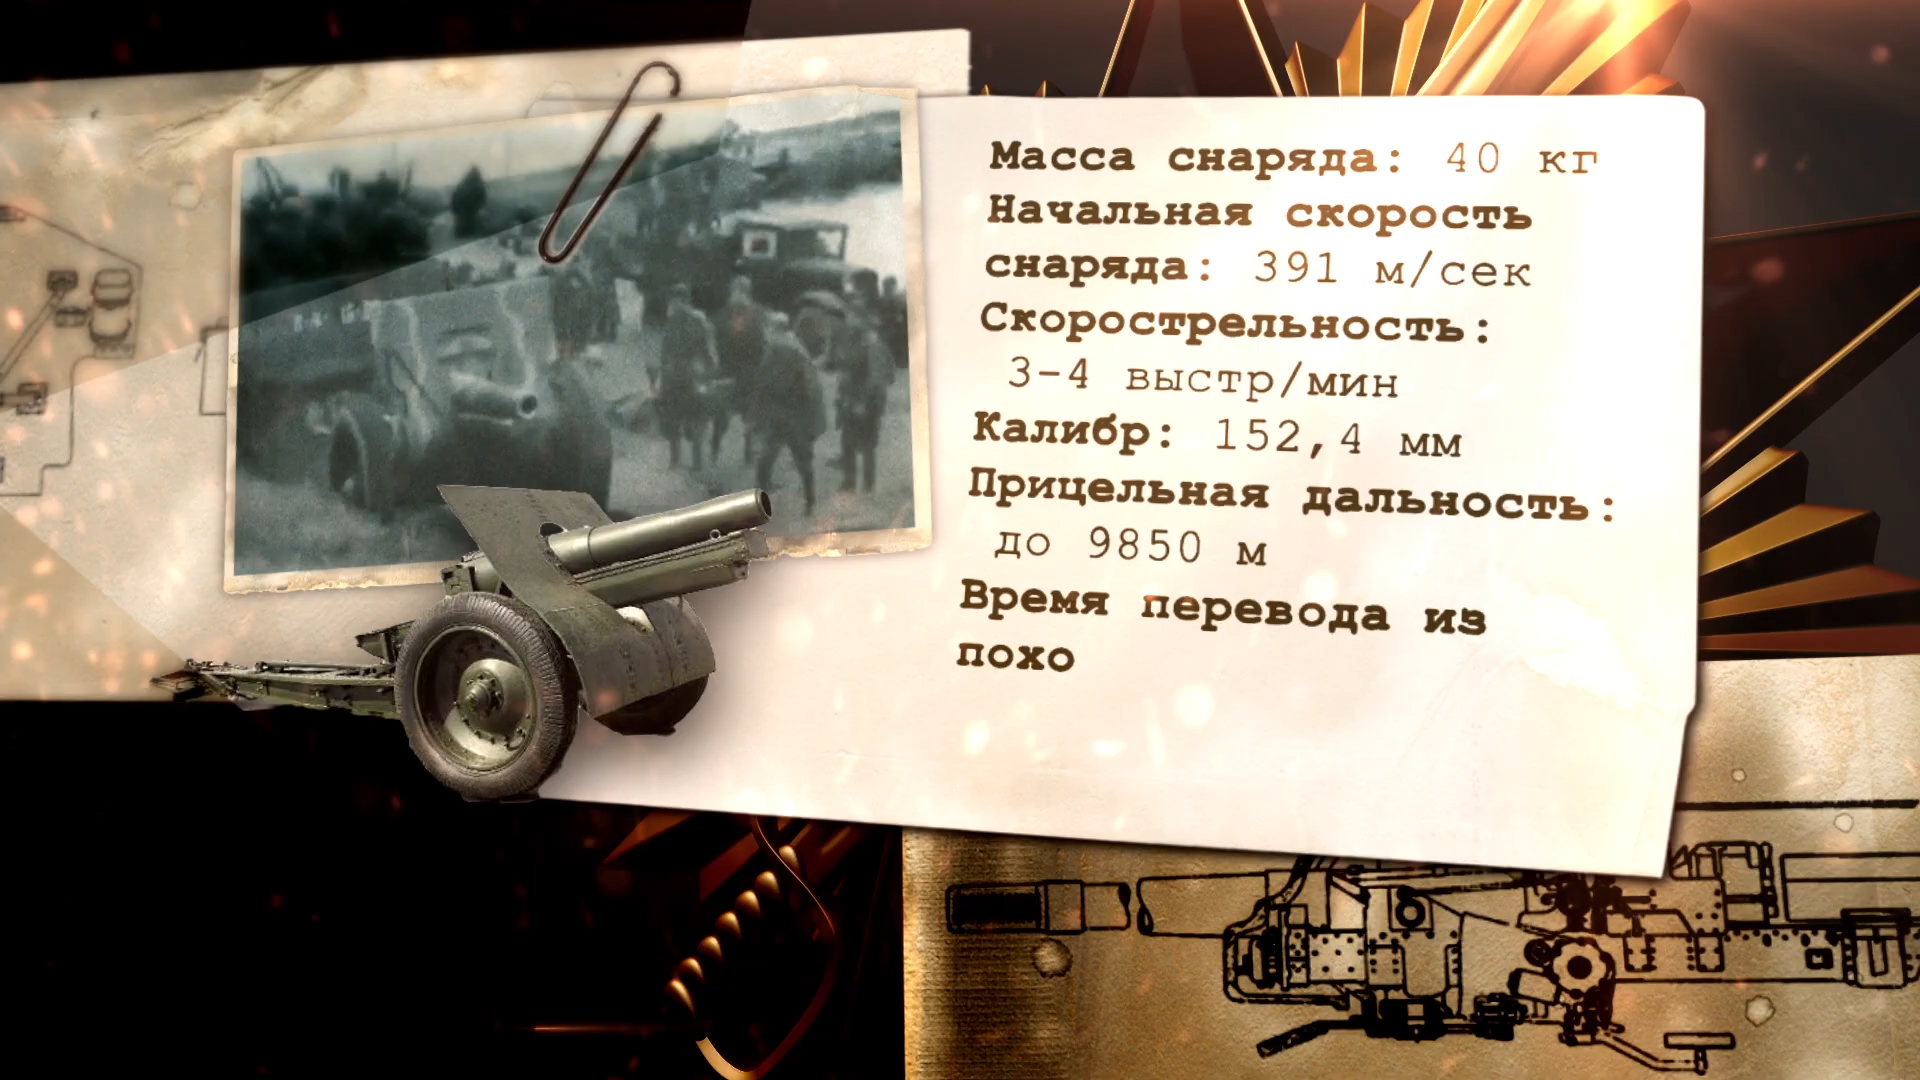 Масса снаряда: 40 кг
Начальная скорость
снаряда: 391 м/сек
Скорострельность:
3-4 выстр/мин
Калибр: 152,4 мм
Прицельная дальность:
до 9850 м
Время перевода из
похо